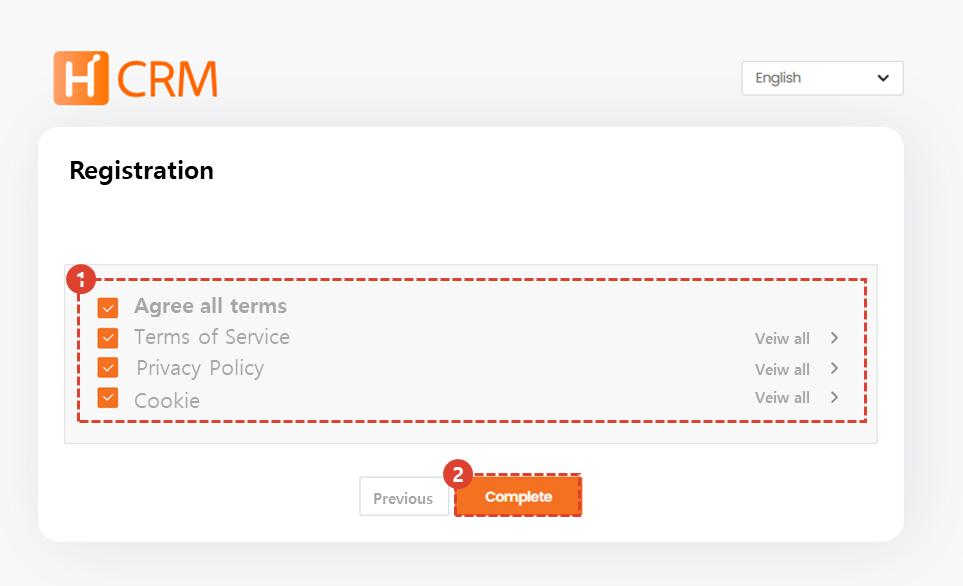 H CRM
English
Registration
1
Agree all terms
Terms of Service Veiw all
Privacy Policy Veiw all
Cookie Veiw all
2
Previous Complete